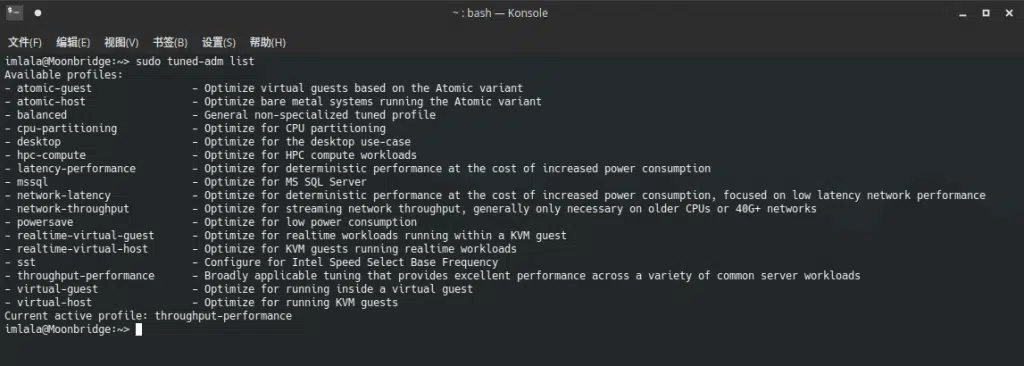 ~ : bash — Konsole
文件(F) 编辑(E) 视图(V) 书签(B) 设置(S) 帮助(H)
imlala@Moonbridge:~> sudo tuned-adm list
Available profiles:
- atomic-guest - Optimize virtual guests based on the Atomic variant
- atomic-host - Optimize bare metal systems running the Atomic variant
- balanced - General non-specialized tuned profile
- cpu-partitioning - Optimize for CPU partitioning
- desktop - Optimize for the desktop use-case
- hpc-compute - Optimize for HPC compute workloads
- latency-performance - Optimize for deterministic performance at the cost of increased power consumption
- mssql - Optimize for MS SQL Server
- network-latency - Optimize for deterministic performance at the cost of increased power consumption, focused on low latency network performance
- network-throughput - Optimize for streaming network throughput, generally only necessary on older CPUs or 40G+ networks
- powersave - Optimize for low power consumption
- realtime-virtual-guest - Optimize for realtime workloads running within a KVM guest
- realtime-virtual-host - Optimize for KVM guests running realtime workloads
- sst - Configure for Intel Speed Select Base Frequency
- throughput-performance - Broadly applicable tuning that provides excellent performance across a variety of common server workloads
- virtual-guest - Optimize for running inside a virtual guest
- virtual-host - Optimize for running KVM guests
Current active profile: throughput-performance
imlala@Moonbridge:~>